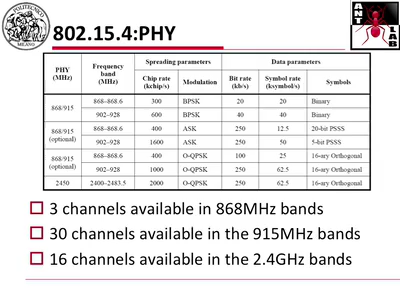 POLITECNICO
MILANO
802.15.4:PHY
ANT
LAB
PHY (MHz) Frequency band (MHz) Spreading parameters Data parameters
Chip rate (kchip/s) Modulation Bit rate (kb/s) Symbol rate (ksymbol/s) Symbols
868/915 868–868.6 300 BPSK 20 20 Binary
902–928 600 BPSK 40 40 Binary
868/915 (optional) 868–868.6 400 ASK 250 12.5 20-bit PSSS
902–928 1600 ASK 250 50 5-bit PSSS
868/915 (optional) 868–868.6 400 O-QPSK 100 25 16-ary Orthogonal
902–928 1000 O-QPSK 250 62.5 16-ary Orthogonal
2450 2400–2483.5 2000 O-QPSK 250 62.5 16-ary Orthogonal
3 channels available in 868MHz bands
30 channels available in the 915MHz bands
16 channels available in the 2.4GHz bands